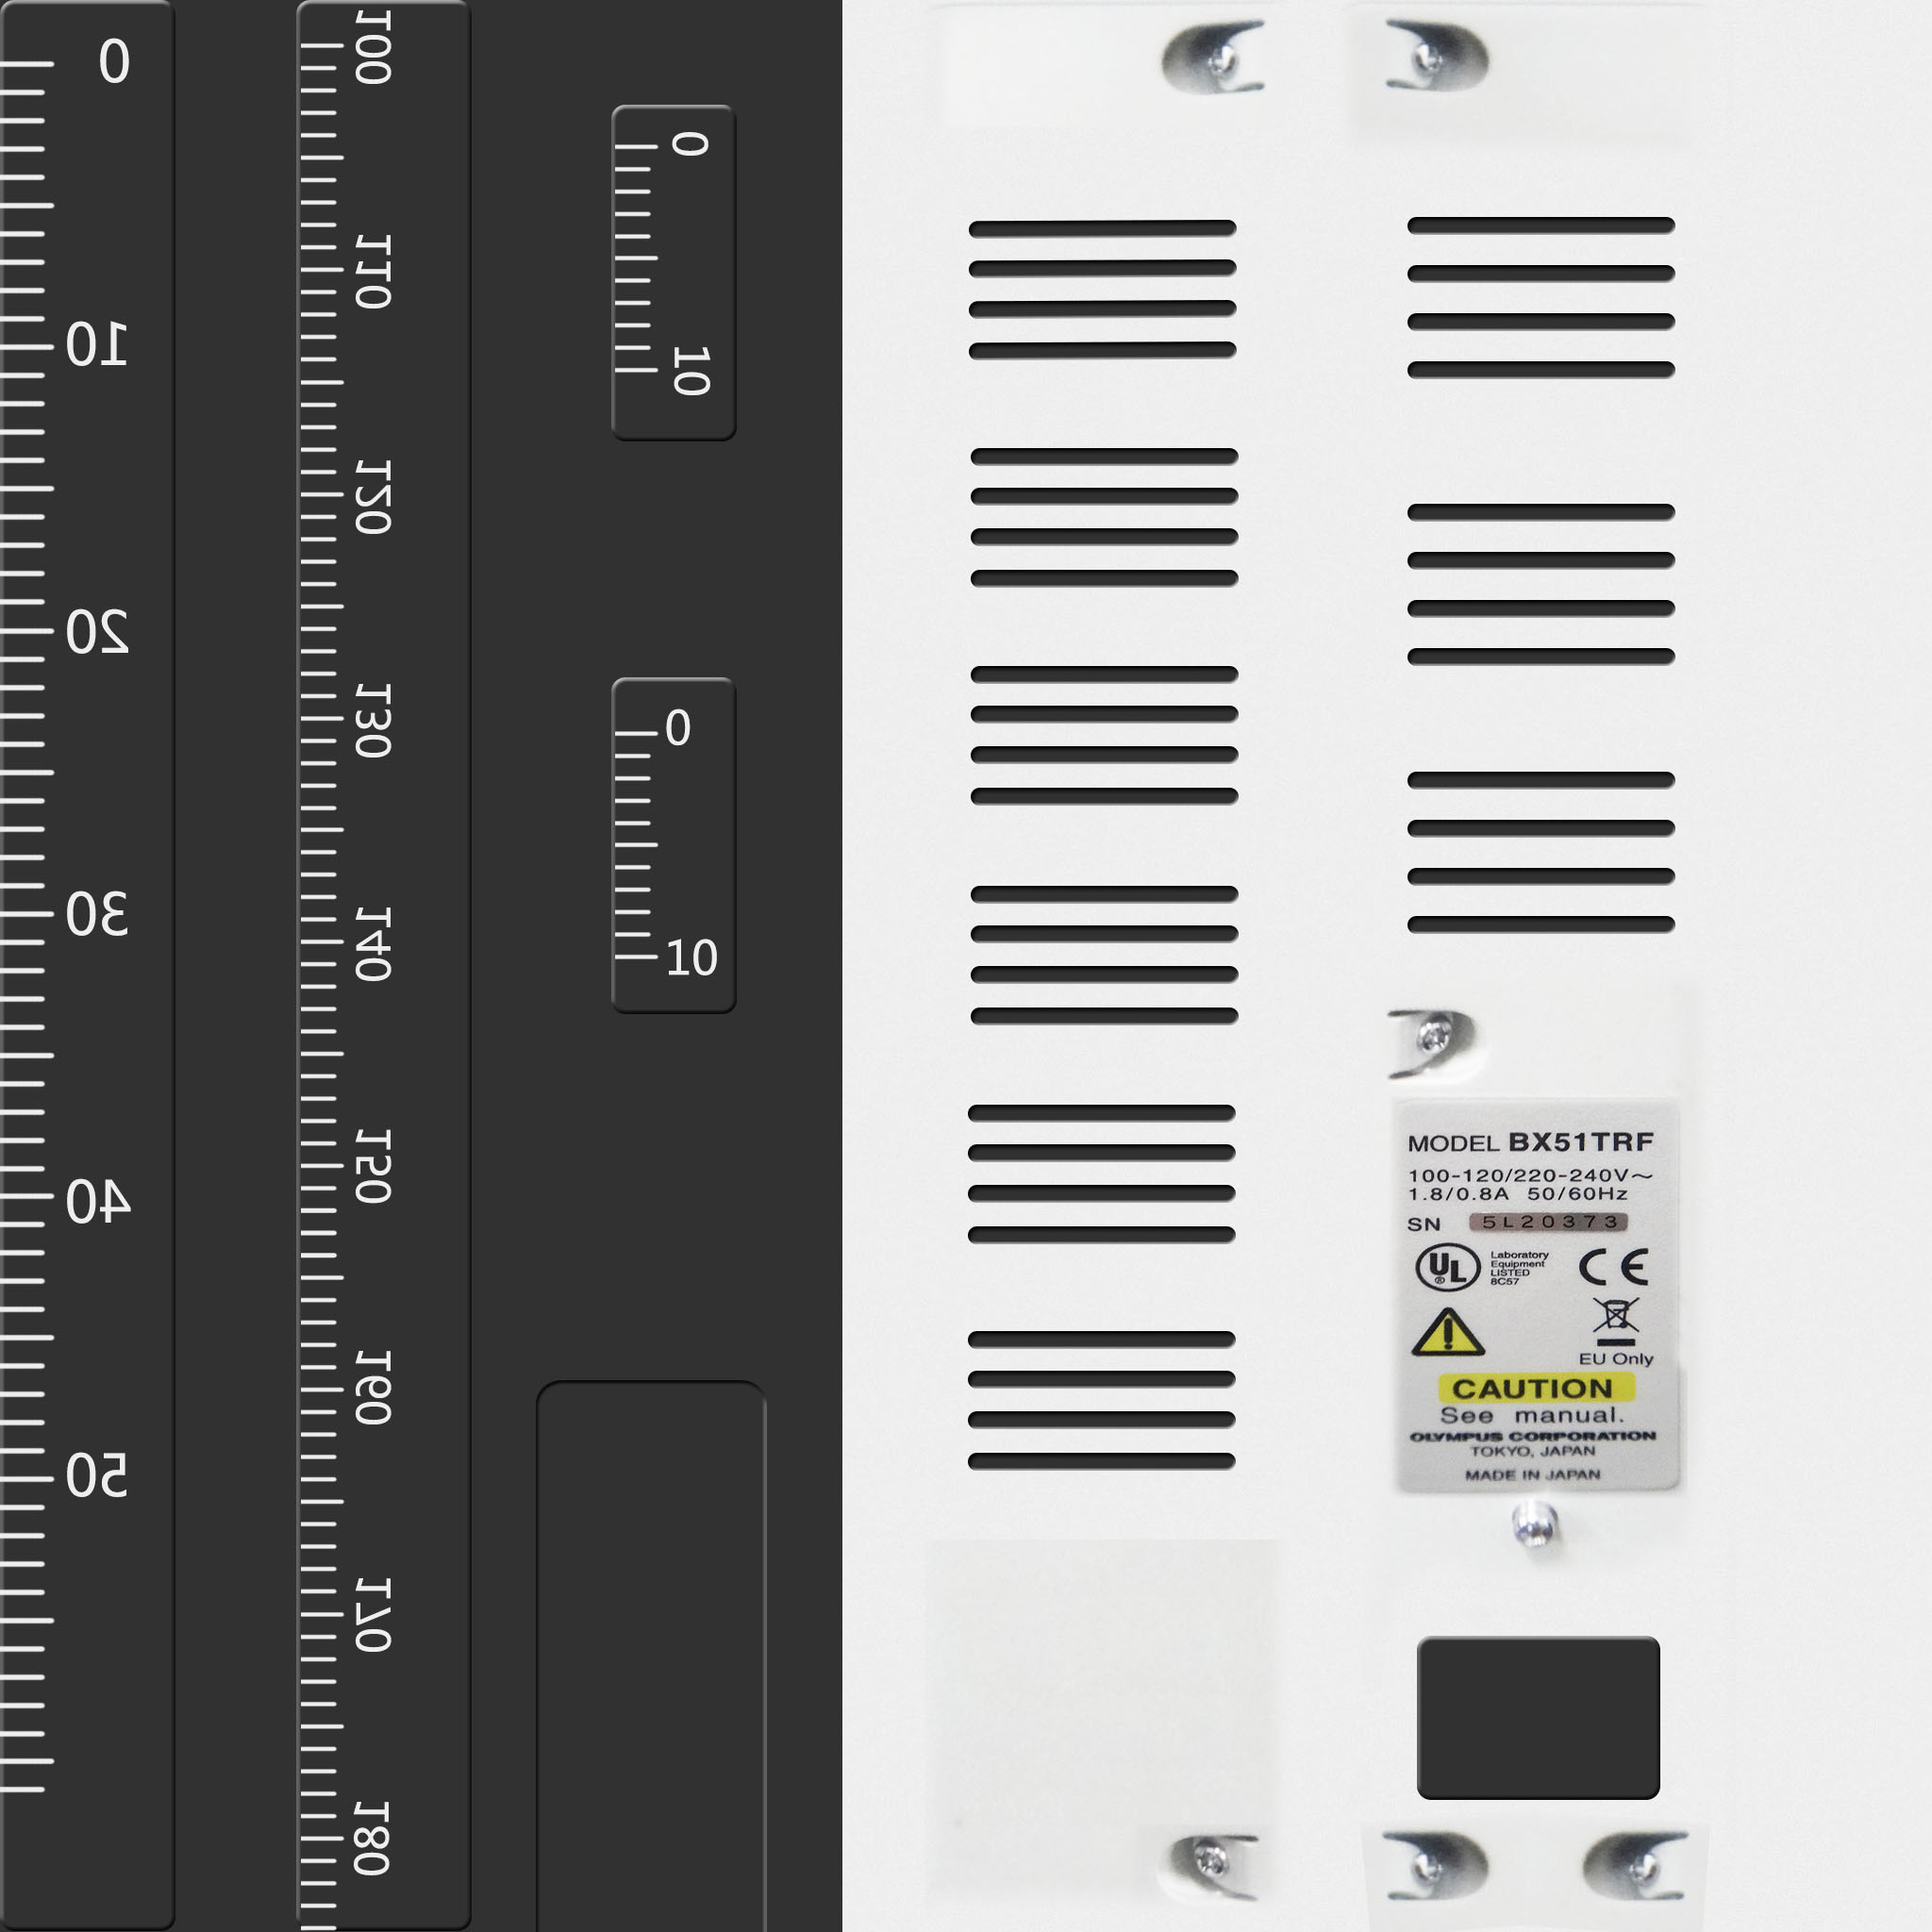 0
10
20
30
40
50
100
110
120
130
140
150
160
170
180
0
10
0
10
MODEL BX51TRF
100-120/220-240V～
1.8/0.8A 50/60Hz
SN 5L20373
UL
®
Laboratory
Equipment
LISTED
8C57
CE
EU Only
CAUTION
See manual.
OLYMPUS CORPORATION
TOKYO, JAPAN
MADE IN JAPAN